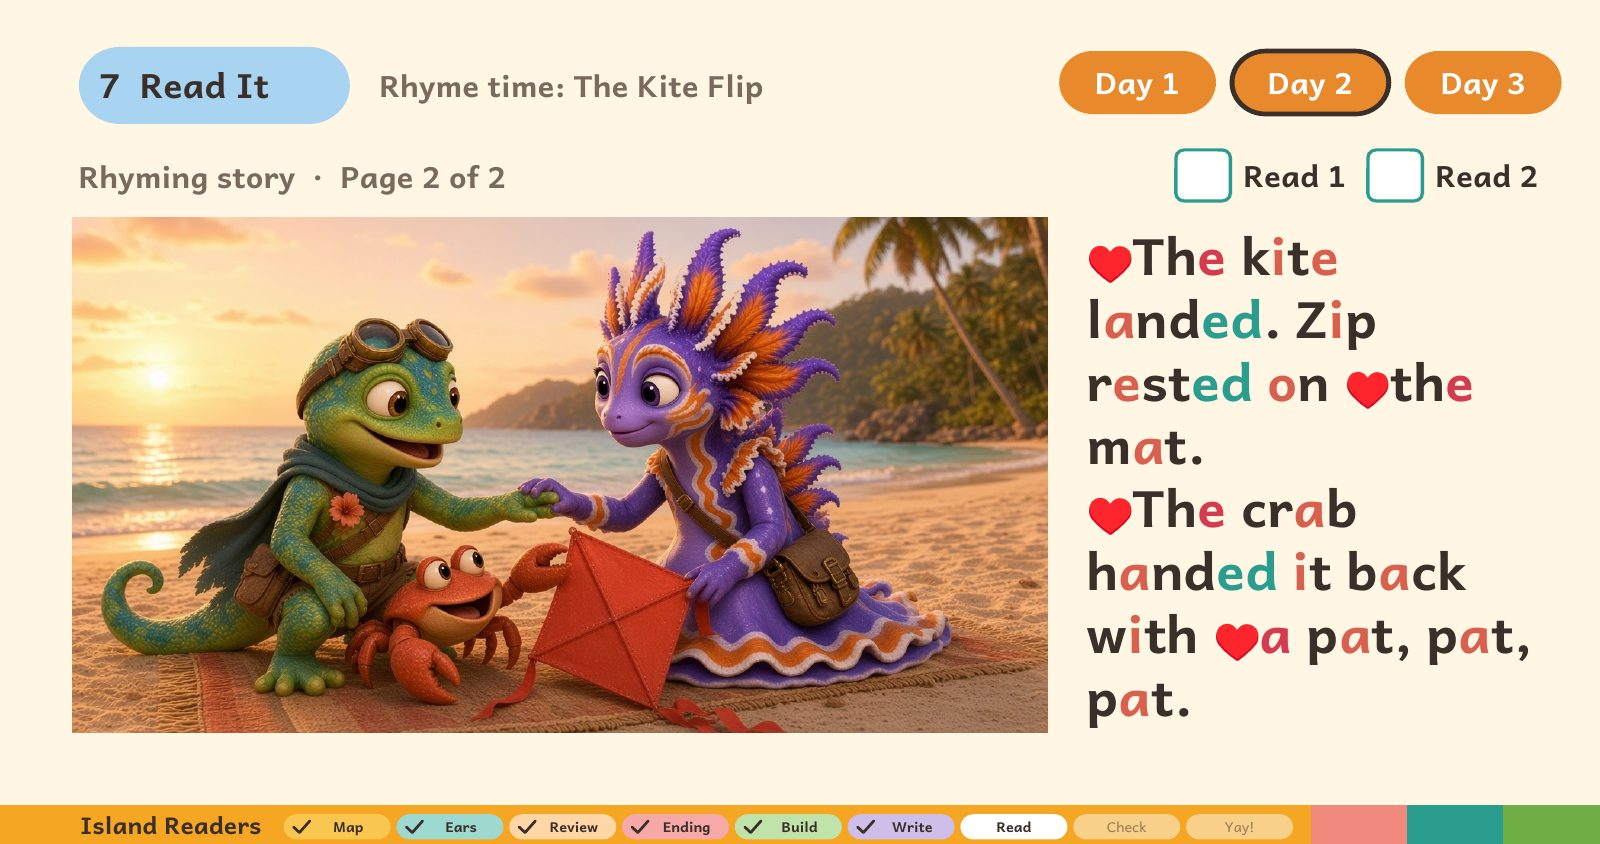 7 Read It
Rhyme time: The Kite Flip
Day 1
Day 2
Day 3
Rhyming story · Page 2 of 2
Read 1
Read 2
❤The kite
landed. Zip
rested on ❤the
mat.
❤The crab
handed it back
with ❤a pat, pat,
pat.
Island Readers
Map
Ears
Review
Ending
Build
Write
Read
Check
Yay!